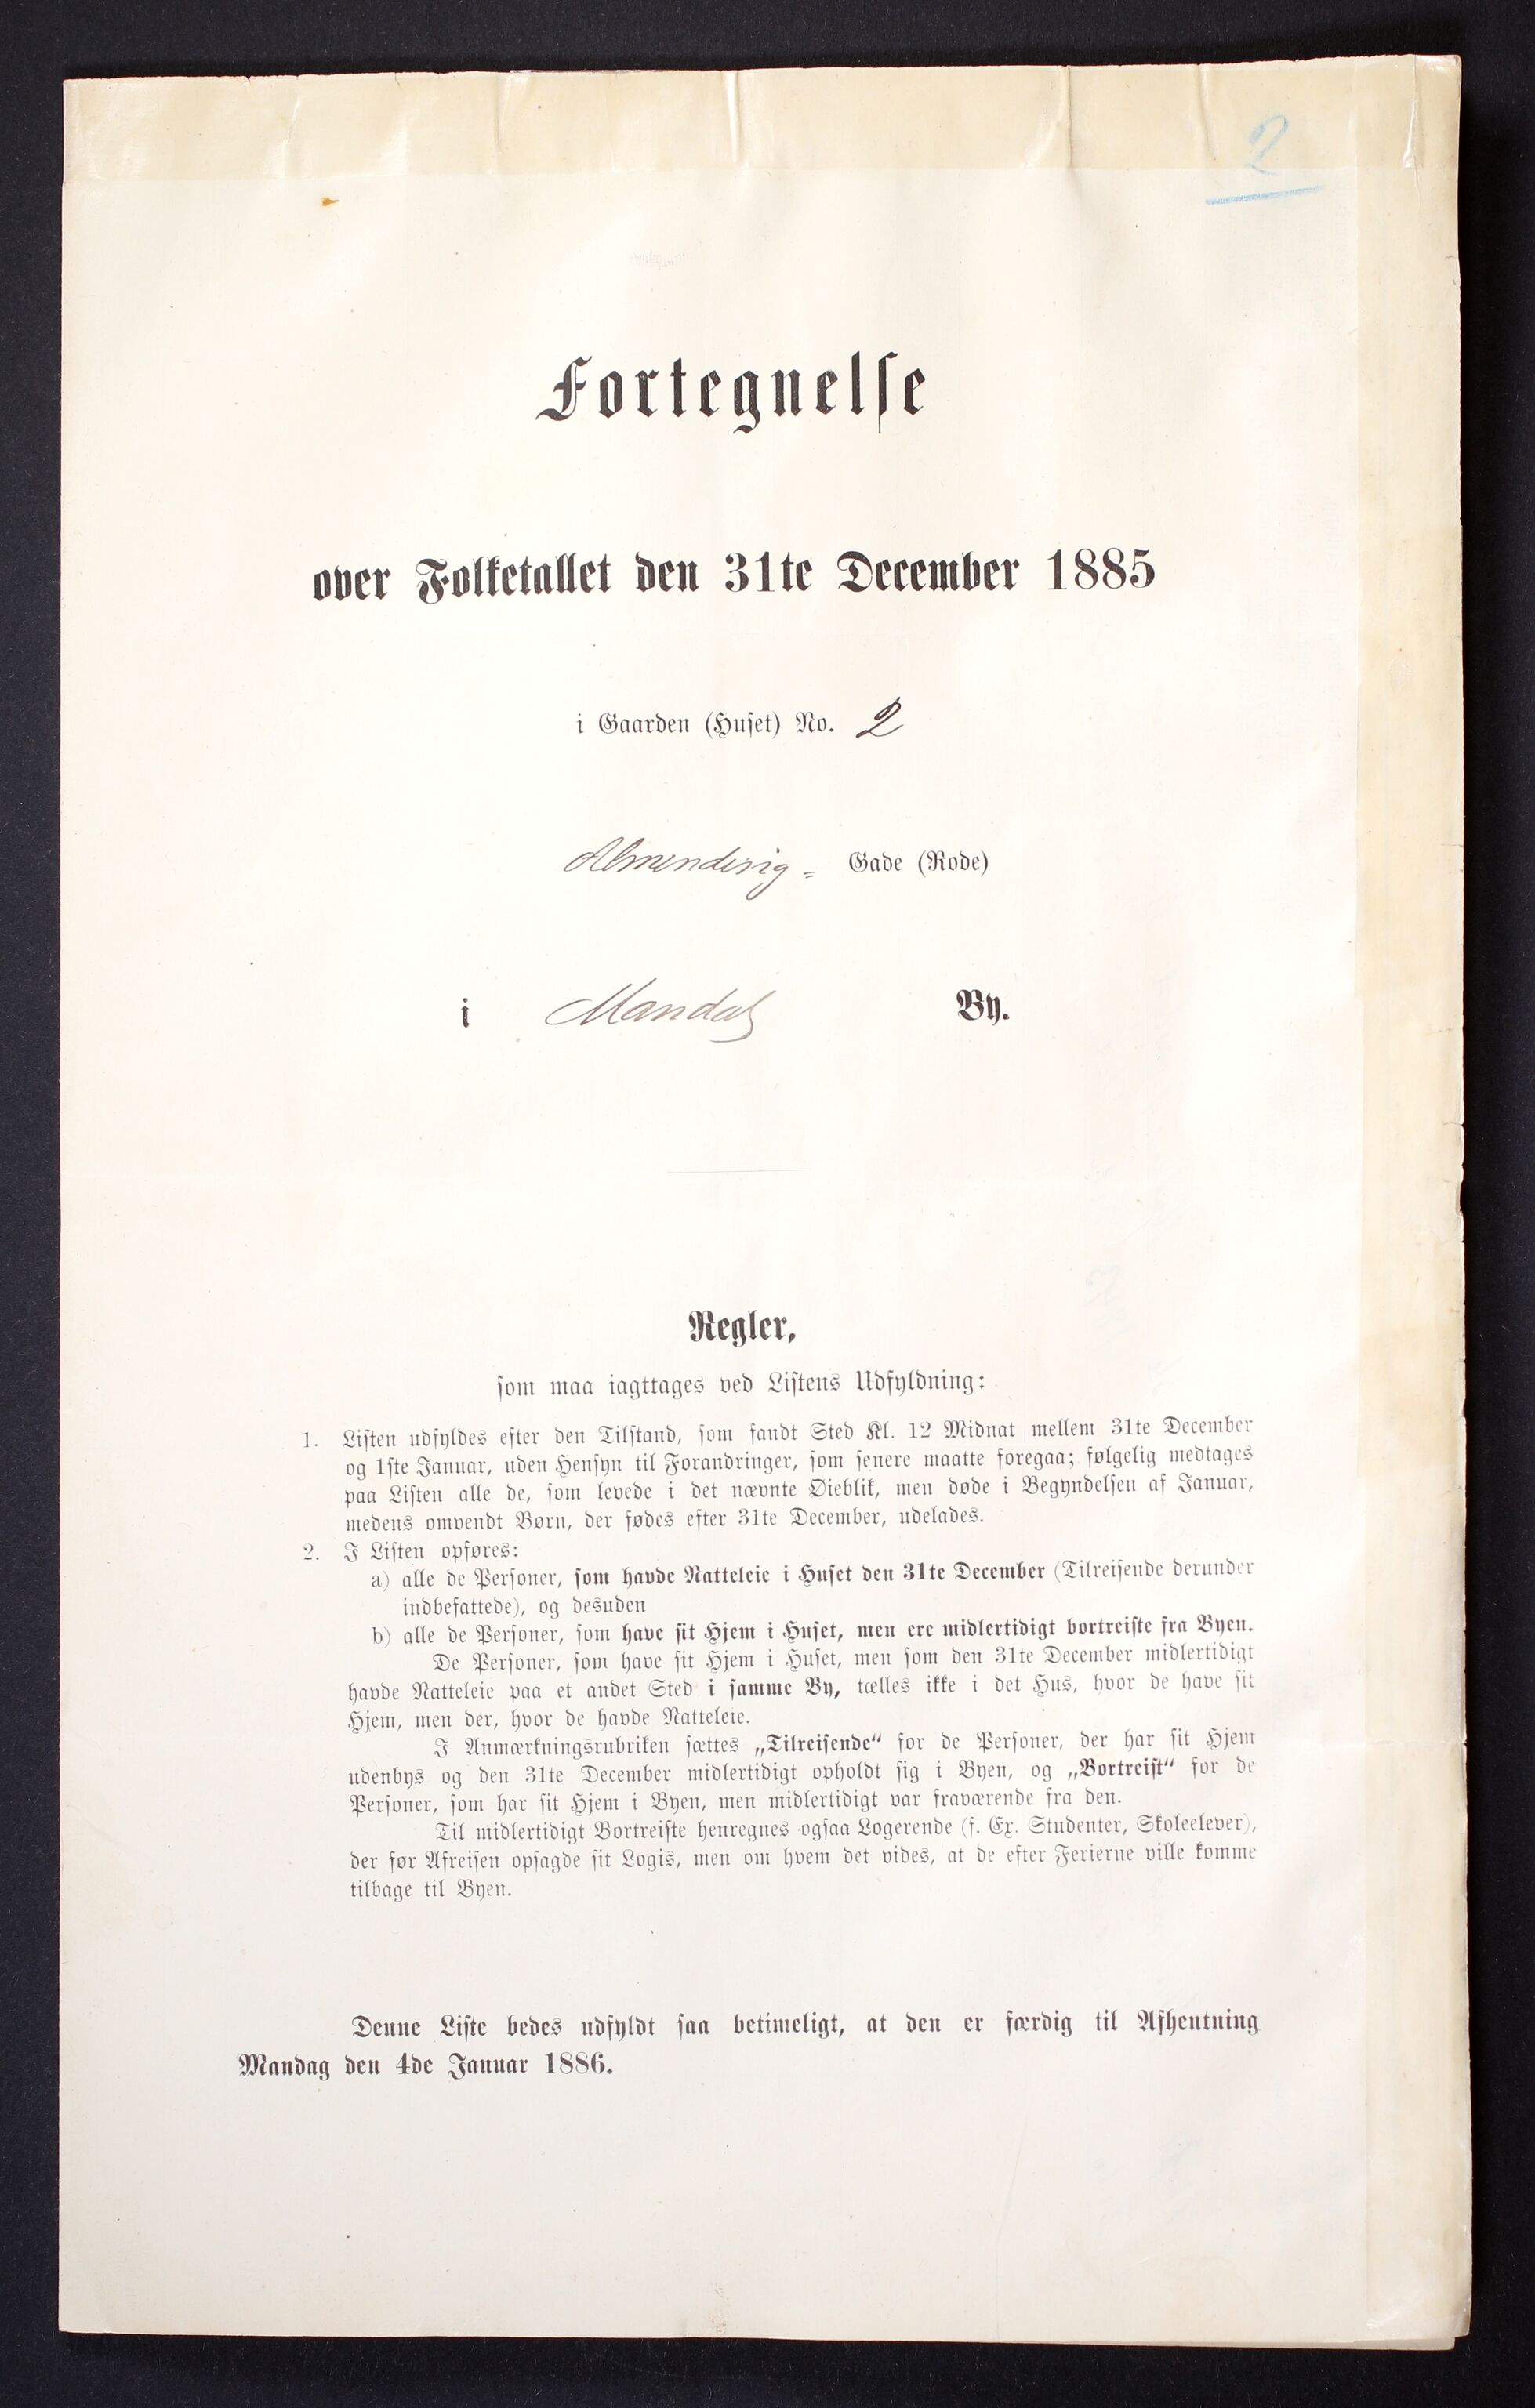 2
Fortegnelse
over Folketallet den 31te December 1885
i Gaarden (Huset) No. 2
Gade (Rode)
i Mandal By.
Regler,
som maa iagttages ved Listens Udfyldning:
1. Listen udfyldes efter den Tilstand, som fandt Sted Kl. 12 Midnat mellem 31te December
og 1ste Januar, uden Hensyn til Forandringer, som senere maatte foregaa; følgelig medtages
paa Listen alle de, som levede i det nævnte Øieblik, men døde i Begyndelsen af Januar,
medens omvendt Børn, der fødes efter 31te December, udelades.
2. I Listen opføres:
a) alle de Personer, som havde Natteleie i Huset den 31te December (Tilreisende derunder
indbefattede), og desuden
b) alle de Personer, som have sit Hjem i Huset, men ere midlertidigt bortreiste fra Byen.
De Personer, som have sit Hjem i Huset, men som den 31te December midlertidigt
havde Natteleie paa et andet Sted i samme By, tælles ikke i det Hus, hvor de have sit
Hjem, men der, hvor de havde Natteleie.
I Anmærkningsrubriken sættes „Tilreisende“ for de Personer, der har sit Hjem
udenbys og den 31te December midlertidigt opholdt sig i Byen, og „Bortreist“ for de
Personer, som har sit Hjem i Byen, men midlertidigt var fraværende fra den.
Til midlertidigt Bortreiste henregnes ogsaa Logerende (f. Ex. Studenter, Skoleelever),
der før Afreisen opsagde sit Logis, men om hvem det vides, at de efter Ferierne ville komme
tilbage til Byen.
Denne Liste bedes udfyldt saa betimeligt, at den er færdig til Afhentning
Mandag den 4de Januar 1886.